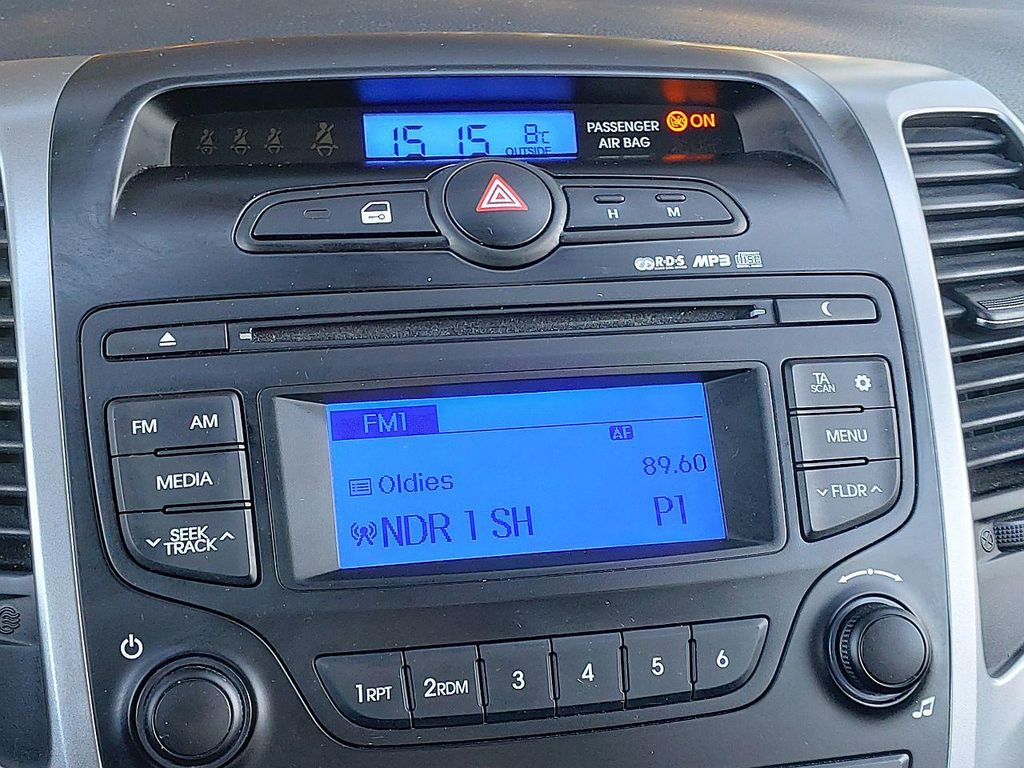 15 15 8°C
OUTSIDE
PASSENGER
AIR BAG
ON
H
M
R·D·S MP3 disc
FM AM
MEDIA
SEEK
TRACK
FM1
AF
89.60
Oldies
NDR 1 SH P1
TA
SCAN
MENU
FLDR
1RPT 2RDM 3 4 5 6